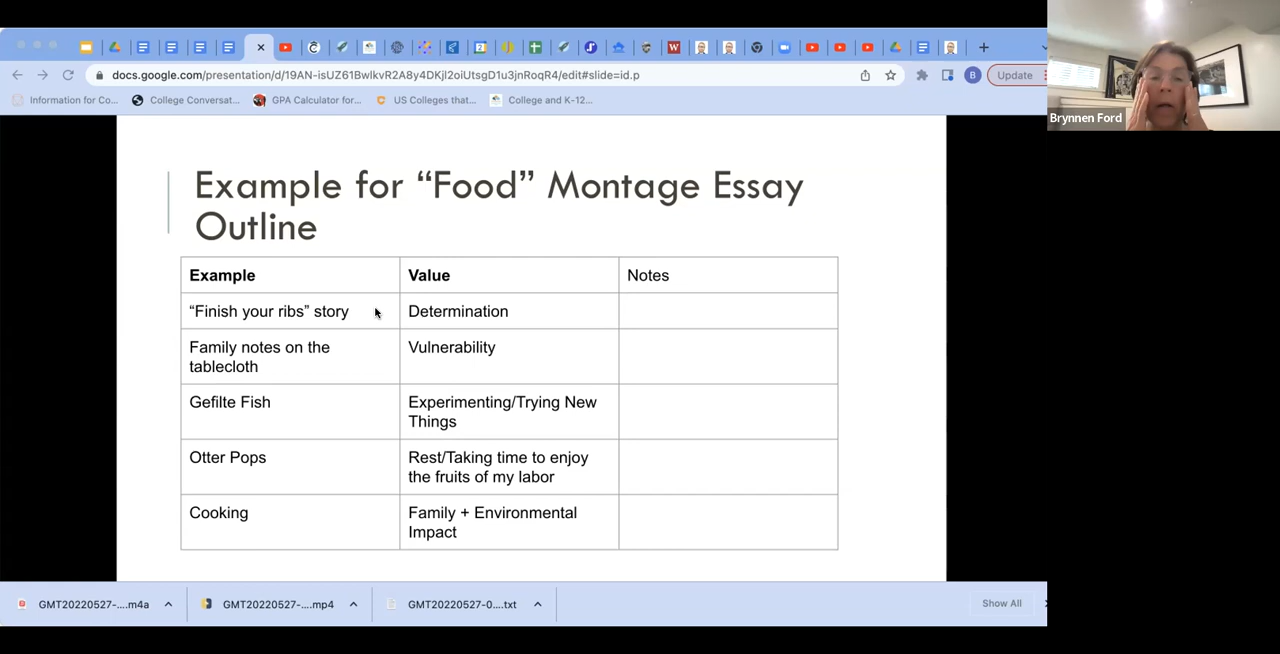 docs.google.com/presentation/d/19AN-isUZ61BwlkvR2A8y4DKjl2oiUtsgD1u3jnRoqR4/edit#slide=id.p
Update
Information for Co...
College Conversat...
GPA Calculator for...
US Colleges that...
College and K-12...
Brynnen Ford
Example for “Food” Montage Essay
Outline
Example
Value
Notes
“Finish your ribs” story
Determination
Family notes on the
tablecloth
Vulnerability
Gefilte Fish
Experimenting/Trying New
Things
Otter Pops
Rest/Taking time to enjoy
the fruits of my labor
Cooking
Family + Environmental
Impact
GMT20220527-....m4a
GMT20220527-....mp4
GMT20220527-0....txt
Show All